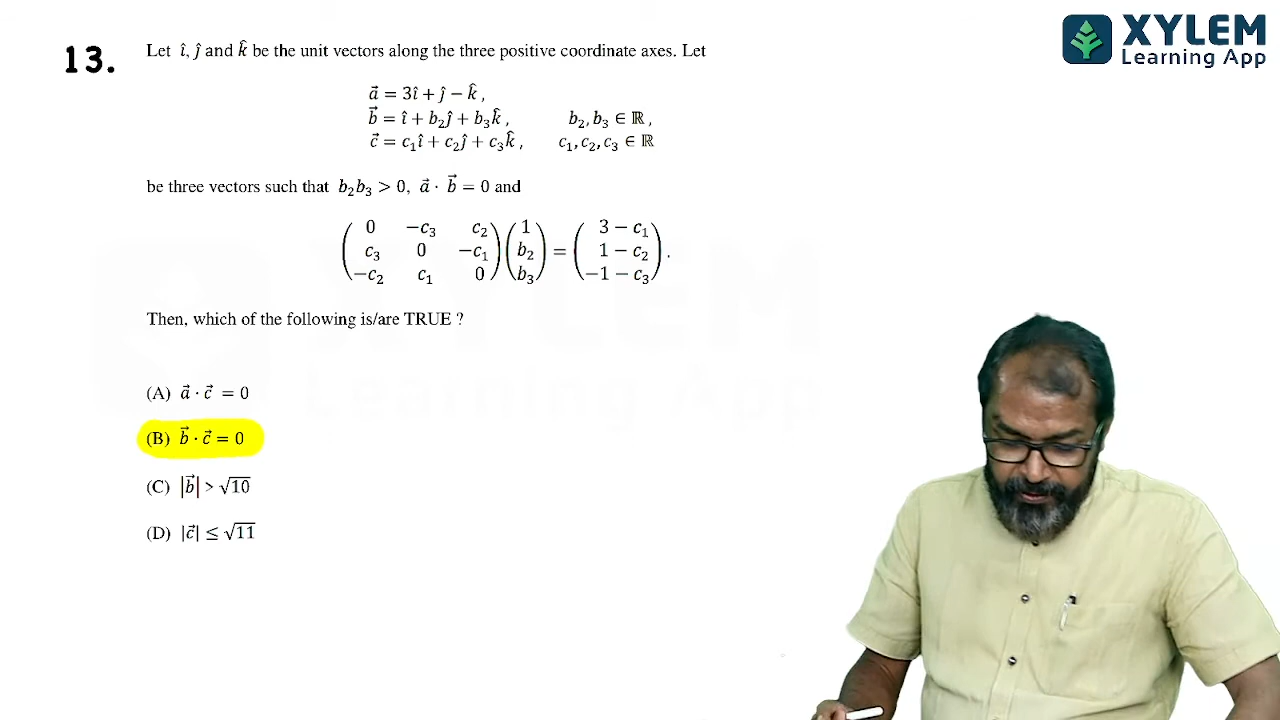 XYLEM
Learning App
13.
Let î, ĵ and k̂ be the unit vectors along the three positive coordinate axes. Let
a⃗ = 3î + ĵ − k̂ ,
b⃗ = î + b₂ĵ + b₃k̂ , b₂, b₃ ∈ ℝ ,
c⃗ = c₁î + c₂ĵ + c₃k̂ , c₁, c₂, c₃ ∈ ℝ
be three vectors such that b₂b₃ > 0, a⃗ · b⃗ = 0 and
( 0 −c₃ c₂ ) ( 1 ) ( 3 − c₁ )
( c₃ 0 −c₁ ) ( b₂ ) = ( 1 − c₂ ) .
( −c₂ c₁ 0 ) ( b₃ ) ( −1 − c₃ )
Then, which of the following is/are TRUE ?
(A) a⃗ · c⃗ = 0
(B) b⃗ · c⃗ = 0
(C) |b⃗| > √10
(D) |c⃗| ≤ √11
XYLEM
Learning App